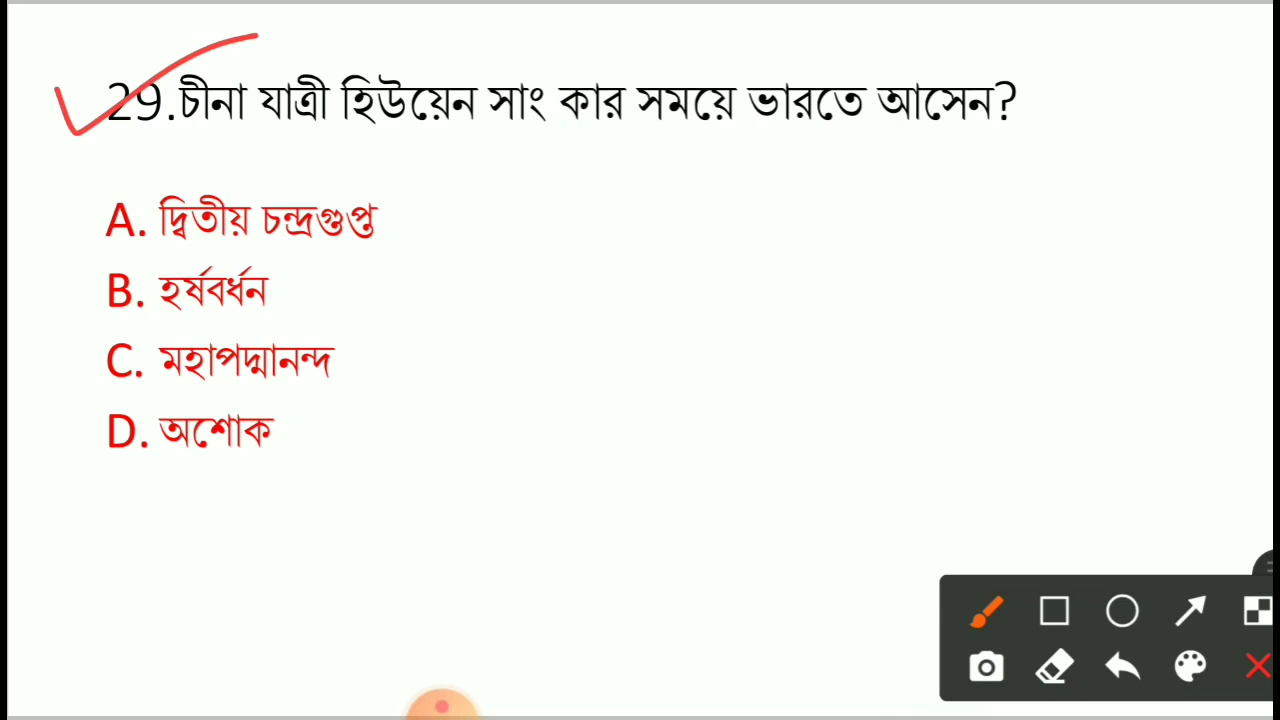 29.চীনা যাত্রী হিউয়েন সাং কার সময়ে ভারতে আসেন?
A. দ্বিতীয় চন্দ্রগুপ্ত
B. হর্ষবর্ধন
C. মহাপদ্মানন্দ
D. অশোক